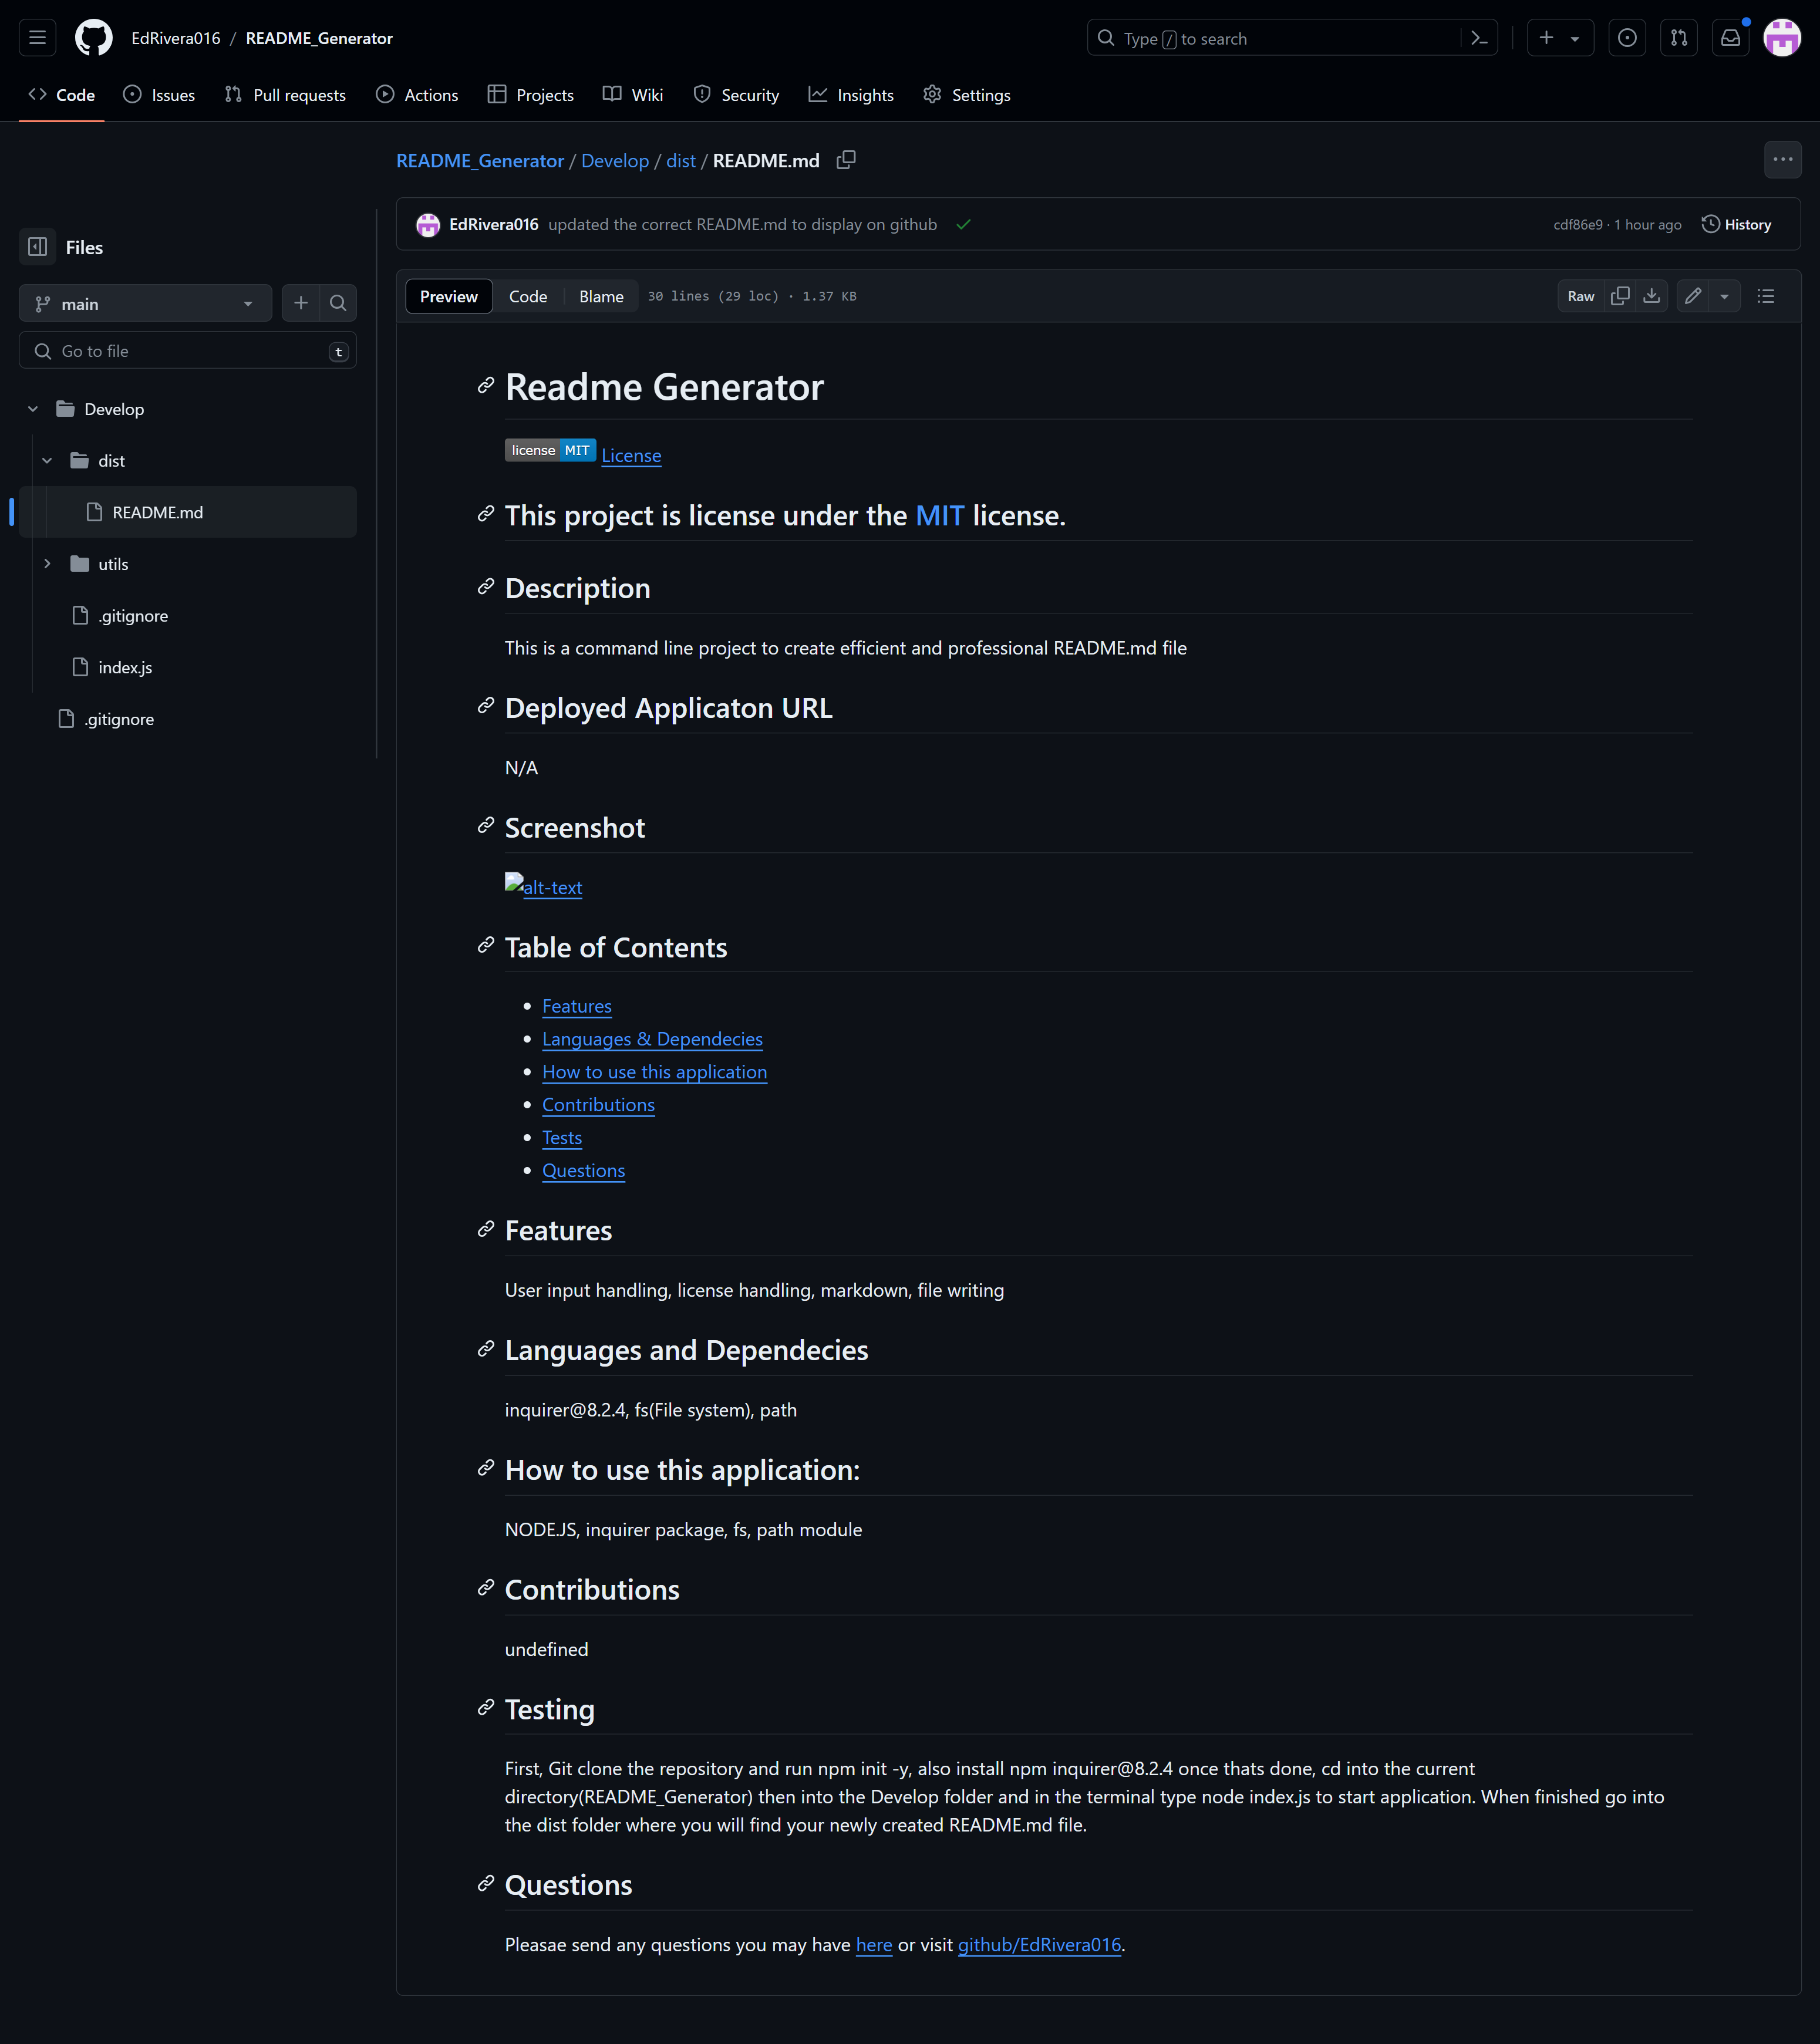 EdRivera016 / README_Generator
Type / to search
Code Issues Pull requests Actions Projects Wiki Security Insights Settings
README_Generator / Develop / dist / README.md
Files
main
Go to file t
Develop
dist
README.md
utils
.gitignore
index.js
.gitignore
EdRivera016 updated the correct README.md to display on github cdf86e9 · 1 hour ago History
Preview Code Blame 30 lines (29 loc) · 1.37 KB Raw
Readme Generator
license MIT License
This project is license under the MIT license.
Description
This is a command line project to create efficient and professional README.md file
Deployed Applicaton URL
N/A
Screenshot
alt-text
Table of Contents
Features
Languages & Dependecies
How to use this application
Contributions
Tests
Questions
Features
User input handling, license handling, markdown, file writing
Languages and Dependecies
inquirer@8.2.4, fs(File system), path
How to use this application:
NODE.JS, inquirer package, fs, path module
Contributions
undefined
Testing
First, Git clone the repository and run npm init -y, also install npm inquirer@8.2.4 once thats done, cd into the current
directory(README_Generator) then into the Develop folder and in the terminal type node index.js to start application. When finished go into
the dist folder where you will find your newly created README.md file.
Questions
Pleasae send any questions you may have here or visit github/EdRivera016.